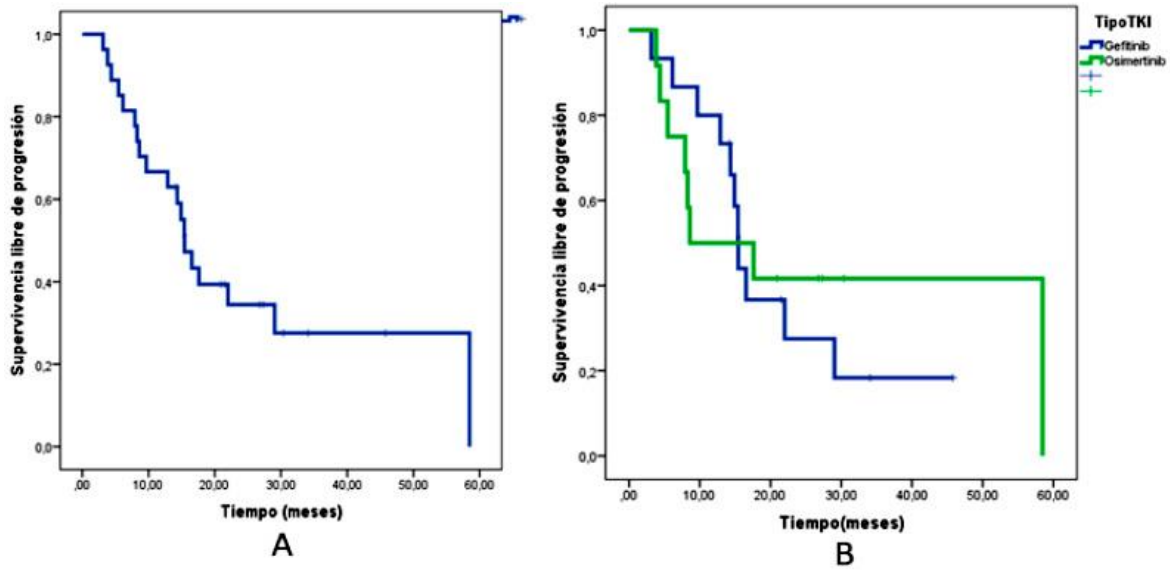 Supervivencia libre de progresión
1,0
0,8
0,6
0,4
0,2
0,0
,00 10,00 20,00 30,00 40,00 50,00 60,00
Tiempo (meses)
A
Supervivencia libre de progresión
1,0
0,8
0,6
0,4
0,2
0,0
,00 10,00 20,00 30,00 40,00 50,00 60,00
Tiempo(meses)
B
TipoTKI
Gefitinib
Osimertinib